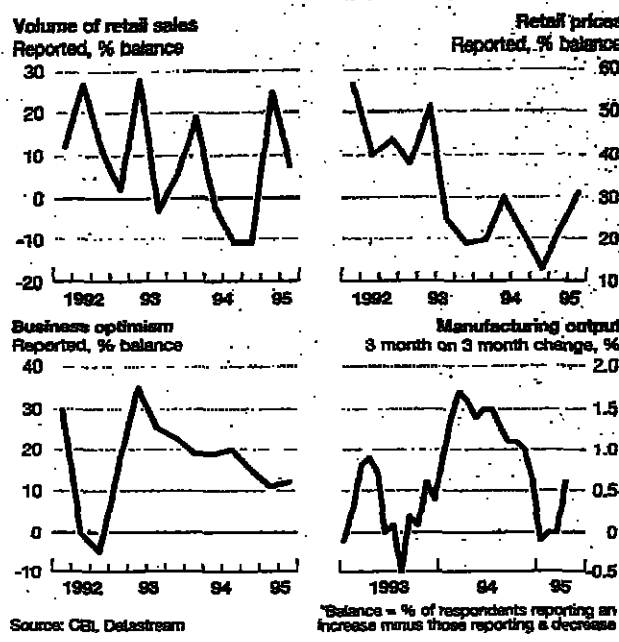 Volume of retail sales
Reported, % balance
30
20
10
0
-10
-20
1992 93 94 95
Retail prices
Reported, % balance
60
50
40
30
20
10
1992 93 94 95
Business optimism
Reported, % balance
40
30
20
10
0
-10
1992 93 94 95
Manufacturing output
3 month on 3 month change, %
2.0
1.5
1.0
0.5
0
-0.5
1993 94 95
Source: CBI, Datastream
*Balance = % of respondents reporting an
increase minus those reporting a decrease